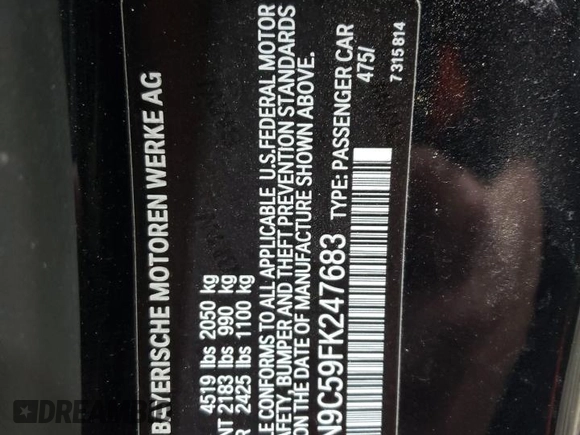 BAYERISCHE MOTOREN WERKE AG
4519 lbs 2050 kg
NT 2183 lbs 990 kg
R 2425 lbs 1100 kg
LE CONFORMS TO ALL APPLICABLE U.S.FEDERAL MOTOR
AFETY, BUMPER AND THEFT PREVENTION STANDARDS
ON THE DATE OF MANUFACTURE SHOWN ABOVE.
N9C59FK247683 TYPE: PASSENGER CAR
475/
7 315 814